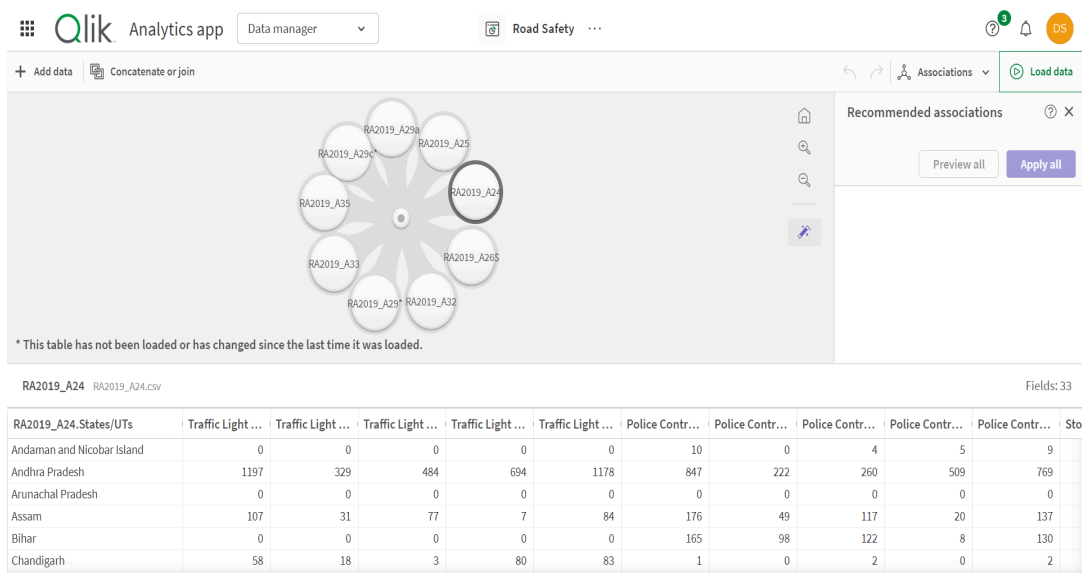 Qlik Analytics app Data manager Road Safety ... 3 DS
Add data Concatenate or join Associations Load data
Recommended associations
Preview all Apply all
RA2019_A29a
RA2019_A25
RA2019_A29c*
RA2019_A24
RA2019_A35
RA2019_A26S
RA2019_A33
RA2019_A29* RA2019_A32
* This table has not been loaded or has changed since the last time it was loaded.
RA2019_A24 RA2019_A24.csv Fields: 33
RA2019_A24.States/UTs Traffic Light ... Traffic Light ... Traffic Light ... Traffic Light ... Traffic Light ... Police Contr... Police Contr... Police Contr... Police Contr... Police Contr... Sto
Andaman and Nicobar Island 0 0 0 0 0 10 0 4 5 9
Andhra Pradesh 1197 329 484 694 1178 847 222 260 509 769
Arunachal Pradesh 0 0 0 0 0 0 0 0 0 0
Assam 107 31 77 7 84 176 49 117 20 137
Bihar 0 0 0 0 0 165 98 122 8 130
Chandigarh 58 18 3 80 83 1 0 2 0 2